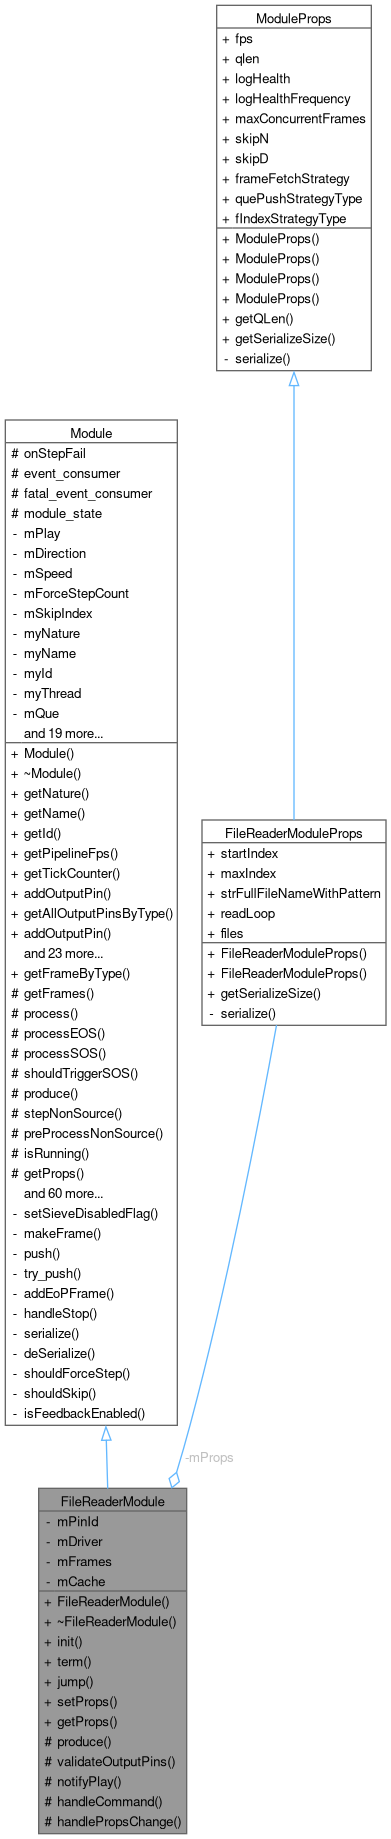 ModuleProps
+ fps
+ qlen
+ logHealth
+ logHealthFrequency
+ maxConcurrentFrames
+ skipN
+ skipD
+ frameFetchStrategy
+ quePushStrategyType
+ fIndexStrategyType
+ ModuleProps()
+ ModuleProps()
+ ModuleProps()
+ ModuleProps()
+ getQLen()
+ getSerializeSize()
- serialize()
Module
# onStepFail
# event_consumer
# fatal_event_consumer
# module_state
- mPlay
- mDirection
- mSpeed
- mForceStepCount
- mSkipIndex
- myNature
- myName
- myId
- myThread
- mQue
and 19 more...
+ Module()
+ ~Module()
+ getNature()
+ getName()
+ getId()
+ getPipelineFps()
+ getTickCounter()
+ addOutputPin()
+ getAllOutputPinsByType()
+ addOutputPin()
and 23 more...
+ getFrameByType()
# getFrames()
# process()
# processEOS()
# processSOS()
# shouldTriggerSOS()
# produce()
# stepNonSource()
# preProcessNonSource()
# isRunning()
# getProps()
and 60 more...
- setSieveDisabledFlag()
- makeFrame()
- push()
- try_push()
- addEoPFrame()
- handleStop()
- serialize()
- deSerialize()
- shouldForceStep()
- shouldSkip()
- isFeedbackEnabled()
FileReaderModuleProps
+ startIndex
+ maxIndex
+ strFullFileNameWithPattern
+ readLoop
+ files
+ FileReaderModuleProps()
+ FileReaderModuleProps()
+ getSerializeSize()
- serialize()
-mProps
FileReaderModule
- mPinId
- mDriver
- mFrames
- mCache
+ FileReaderModule()
+ ~FileReaderModule()
+ init()
+ term()
+ jump()
+ setProps()
+ getProps()
# produce()
# validateOutputPins()
# notifyPlay()
# handleCommand()
# handlePropsChange()